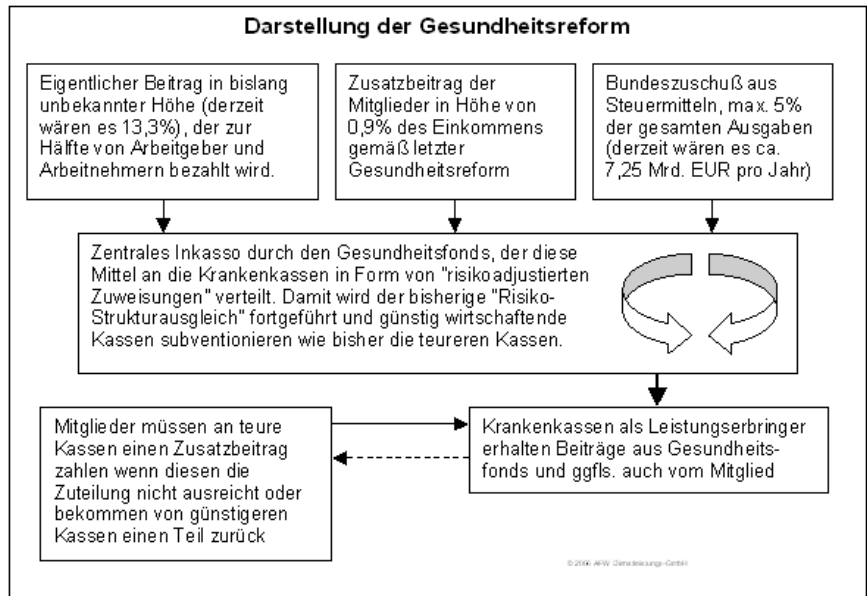 Darstellung der Gesundheitsreform
Eigentlicher Beitrag in bislang
unbekannter Höhe (derzeit
wären es 13,3%), der zur
Hälfte von Arbeitgeber und
Arbeitnehmern bezahlt wird.
Zusatzbeitrag der
Mitglieder in Höhe von
0,9% des Einkommens
gemäß letzter
Gesundheitsreform
Bundeszuschuß aus
Steuermitteln, max. 5%
der gesamten Ausgaben
(derzeit wären es ca.
7,25 Mrd. EUR pro Jahr)
Zentrales Inkasso durch den Gesundheitsfonds, der diese
Mittel an die Krankenkassen in Form von "risikoadjustierten
Zuweisungen" verteilt. Damit wird der bisherige "Risiko-
Strukturausgleich" fortgeführt und günstig wirtschaftende
Kassen subventionieren wie bisher die teureren Kassen.
Mitglieder müssen an teure
Kassen einen Zusatzbeitrag
zahlen wenn diesen die
Zuteilung nicht ausreicht oder
bekommen von günstigeren
Kassen einen Teil zurück
Krankenkassen als Leistungserbringer
erhalten Beiträge aus Gesundheits-
fonds und ggfls. auch vom Mitglied
© 2006